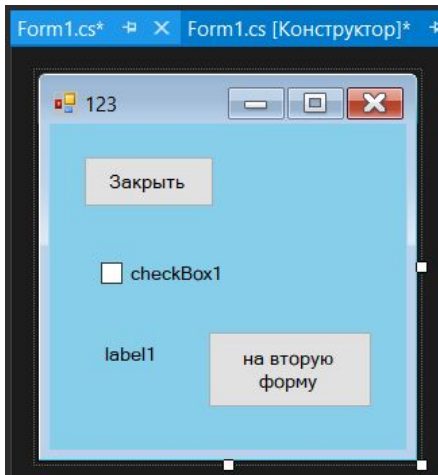 Form1.cs*
Form1.cs [Конструктор]*
123
Закрыть
checkBox1
label1
на вторую
форму